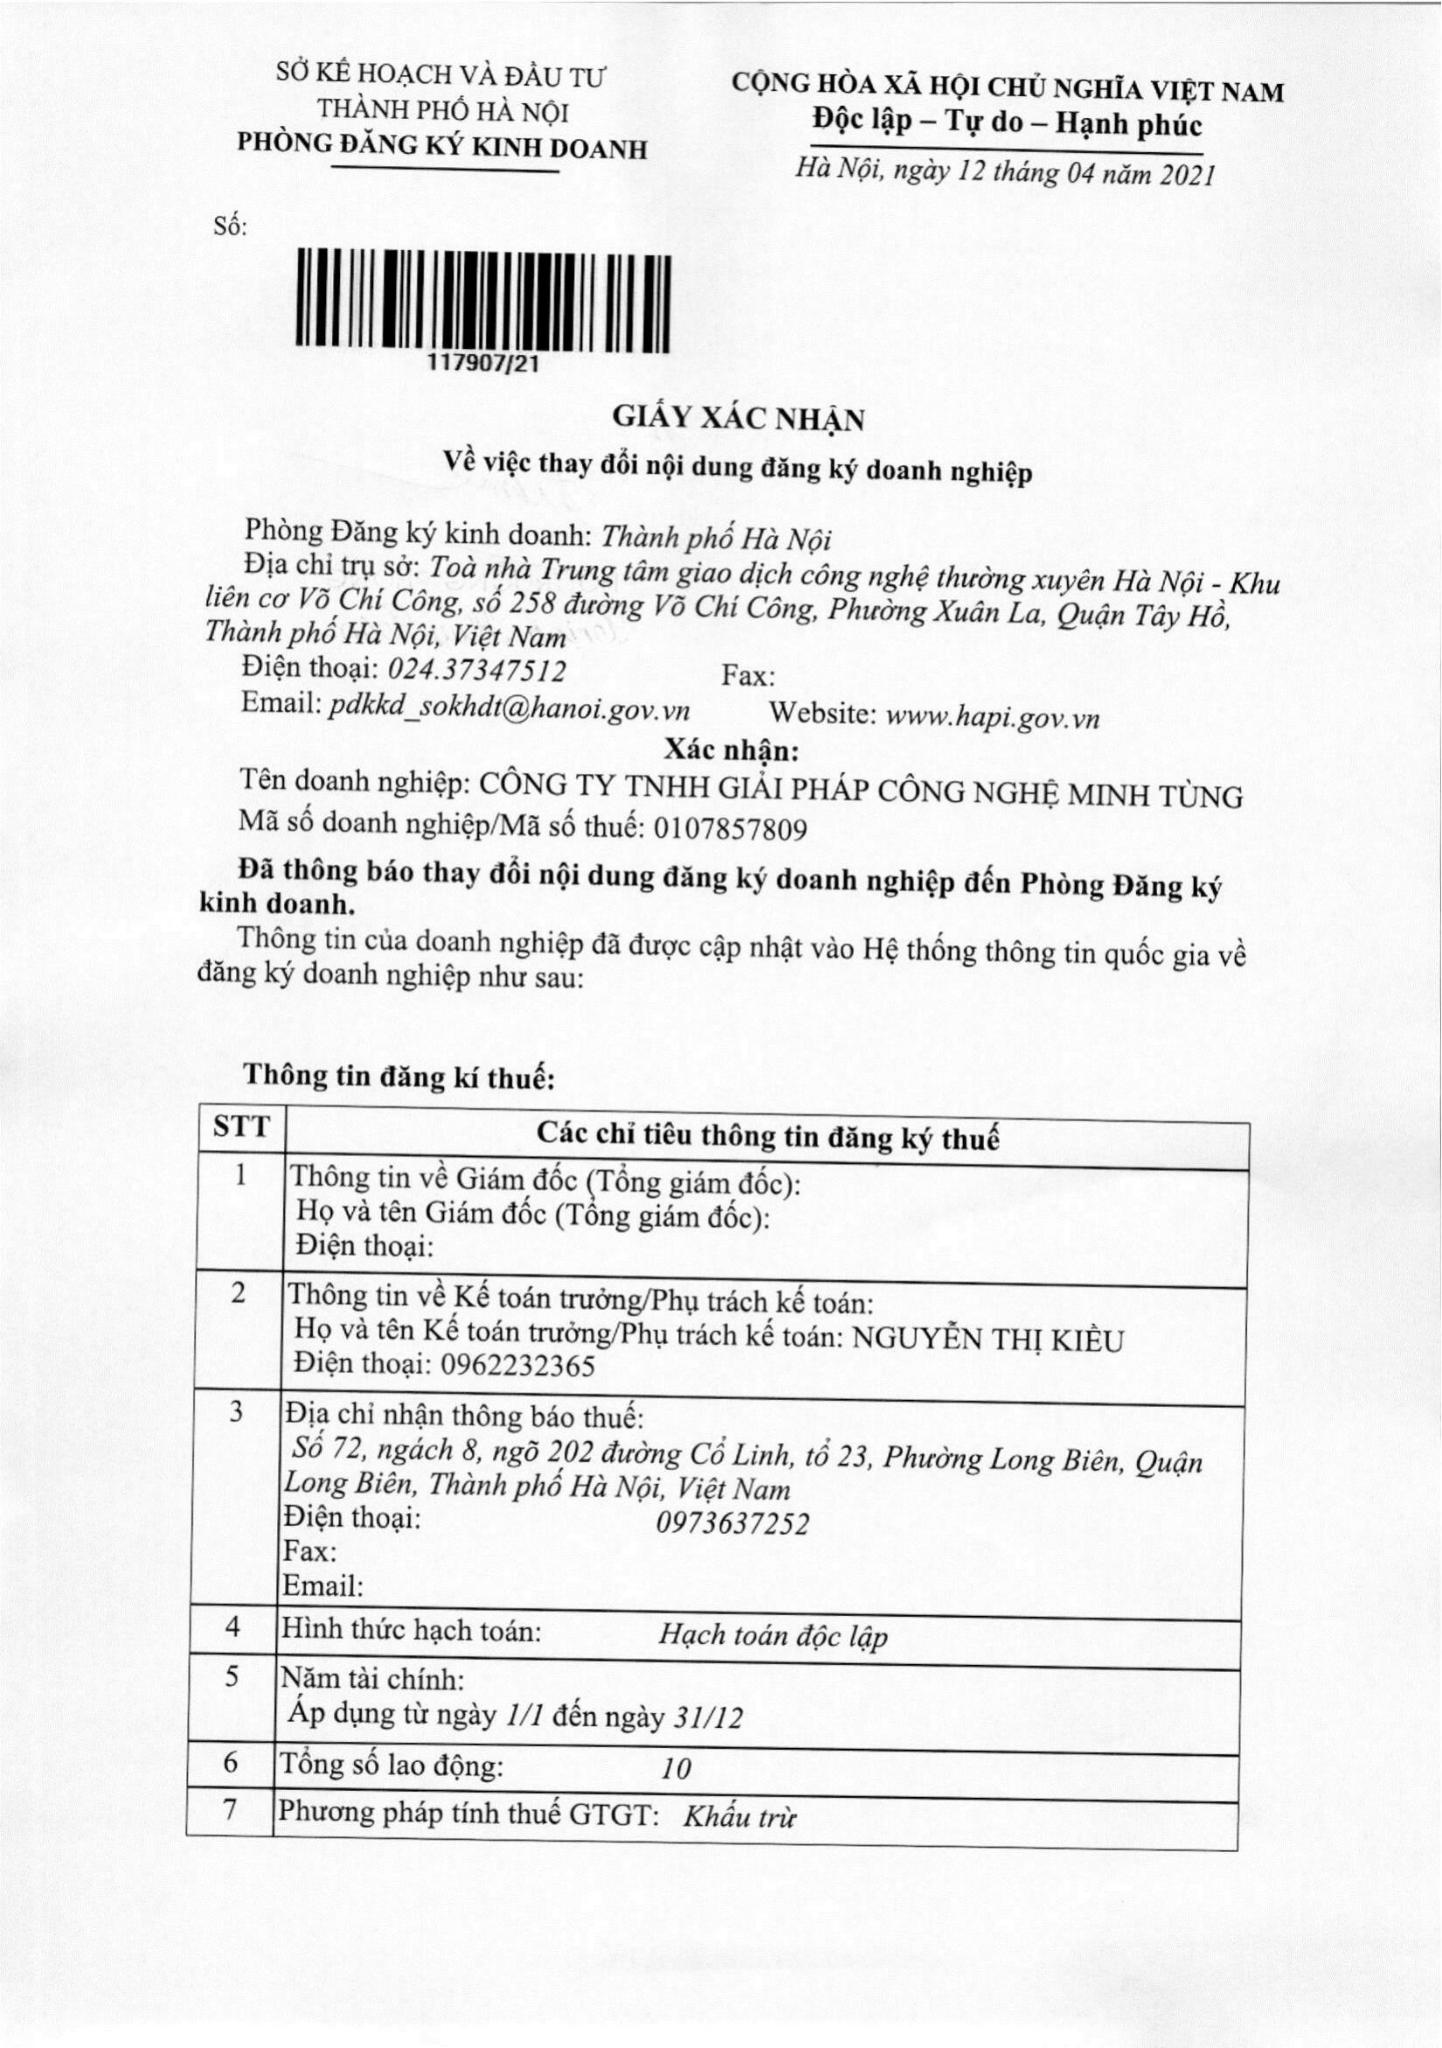 SỞ KẾ HOẠCH VÀ ĐẦU TƯ
THÀNH PHỐ HÀ NỘI
PHÒNG ĐĂNG KÝ KINH DOANH
CỘNG HÒA XÃ HỘI CHỦ NGHĨA VIỆT NAM
Độc lập – Tự do – Hạnh phúc
Hà Nội, ngày 12 tháng 04 năm 2021
Số:
117907/21
GIẤY XÁC NHẬN
Về việc thay đổi nội dung đăng ký doanh nghiệp
Phòng Đăng ký kinh doanh: Thành phố Hà Nội
Địa chỉ trụ sở: Toà nhà Trung tâm giao dịch công nghệ thường xuyên Hà Nội - Khu
liên cơ Võ Chí Công, số 258 đường Võ Chí Công, Phường Xuân La, Quận Tây Hồ,
Thành phố Hà Nội, Việt Nam
Điện thoại: 024.37347512 Fax:
Email: pdkkd_sokhdt@hanoi.gov.vn Website: www.hapi.gov.vn
Xác nhận:
Tên doanh nghiệp: CÔNG TY TNHH GIẢI PHÁP CÔNG NGHỆ MINH TÙNG
Mã số doanh nghiệp/Mã số thuế: 0107857809
Đã thông báo thay đổi nội dung đăng ký doanh nghiệp đến Phòng Đăng ký
kinh doanh.
Thông tin của doanh nghiệp đã được cập nhật vào Hệ thống thông tin quốc gia về
đăng ký doanh nghiệp như sau:
Thông tin đăng kí thuế:
STT Các chỉ tiêu thông tin đăng ký thuế
1 Thông tin về Giám đốc (Tổng giám đốc):
Họ và tên Giám đốc (Tổng giám đốc):
Điện thoại:
2 Thông tin về Kế toán trưởng/Phụ trách kế toán:
Họ và tên Kế toán trưởng/Phụ trách kế toán: NGUYỄN THỊ KIỀU
Điện thoại: 0962232365
3 Địa chỉ nhận thông báo thuế:
Số 72, ngách 8, ngõ 202 đường Cổ Linh, tổ 23, Phường Long Biên, Quận
Long Biên, Thành phố Hà Nội, Việt Nam
Điện thoại: 0973637252
Fax:
Email:
4 Hình thức hạch toán: Hạch toán độc lập
5 Năm tài chính:
Áp dụng từ ngày 1/1 đến ngày 31/12
6 Tổng số lao động: 10
7 Phương pháp tính thuế GTGT: Khấu trừ